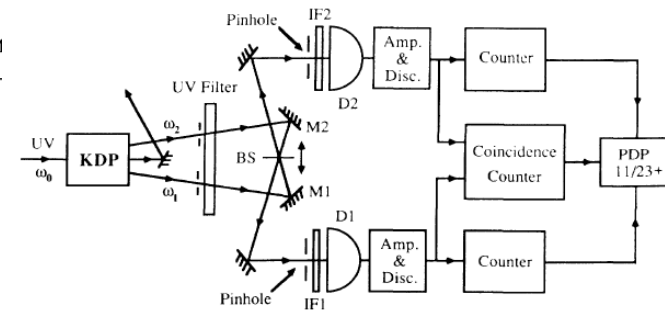 Pinhole
IF2
D2
Amp.
&
Disc.
Counter
UV Filter
UV
ω₀
KDP
ω₂
ω₁
M2
BS
M1
Coincidence
Counter
PDP
11/23+
D1
Pinhole
IF1
Amp.
&
Disc.
Counter